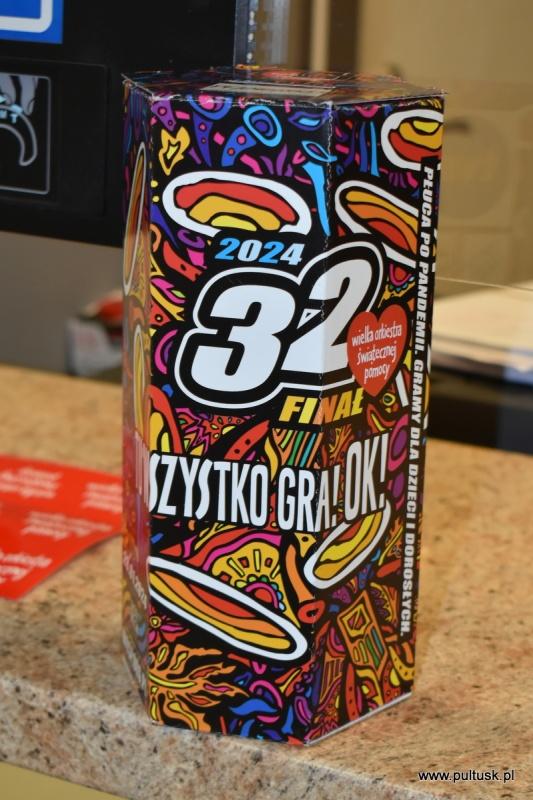 2024
32
FINAŁ
wielka orkiestra
świątecznej
pomocy
SZYSTKO GRA! OK!
PŁUCA PO PANDEMII. GRAMY DLA DZIECI I DOROSŁYCH.
www.pultusk.pl